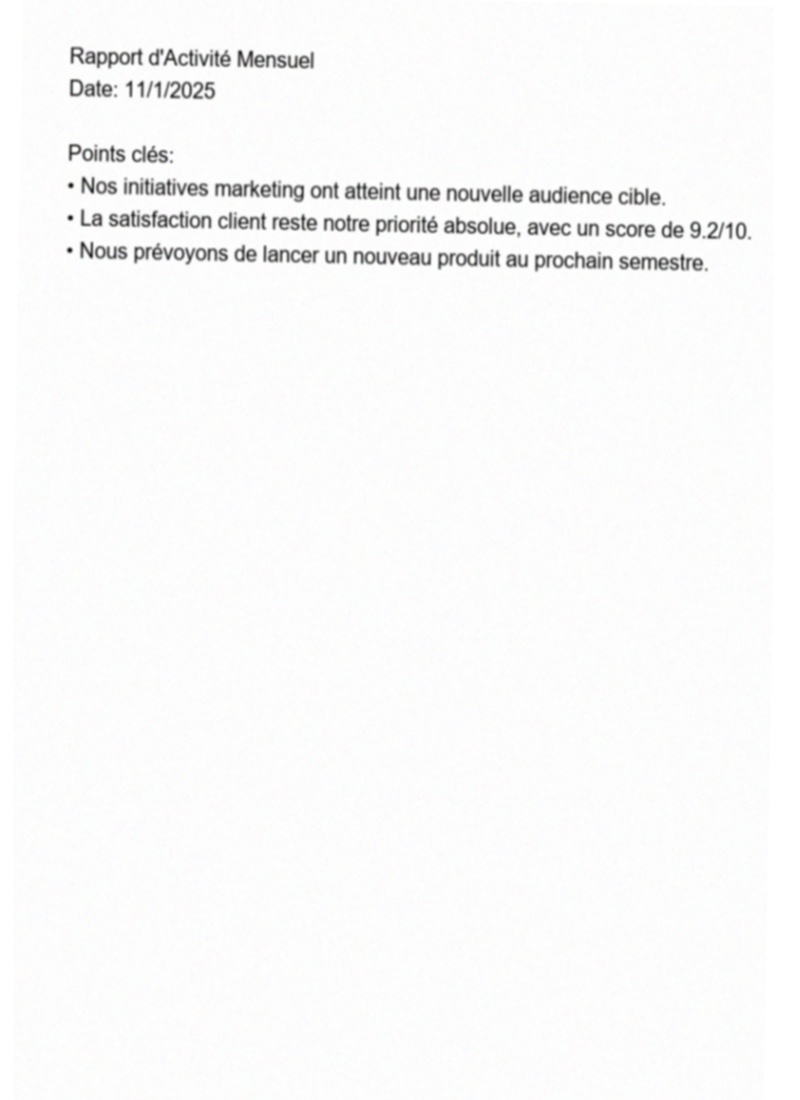 Rapport d'Activité Mensuel
Date: 11/1/2025
Points clés:
• Nos initiatives marketing ont atteint une nouvelle audience cible.
• La satisfaction client reste notre priorité absolue, avec un score de 9.2/10.
• Nous prévoyons de lancer un nouveau produit au prochain semestre.